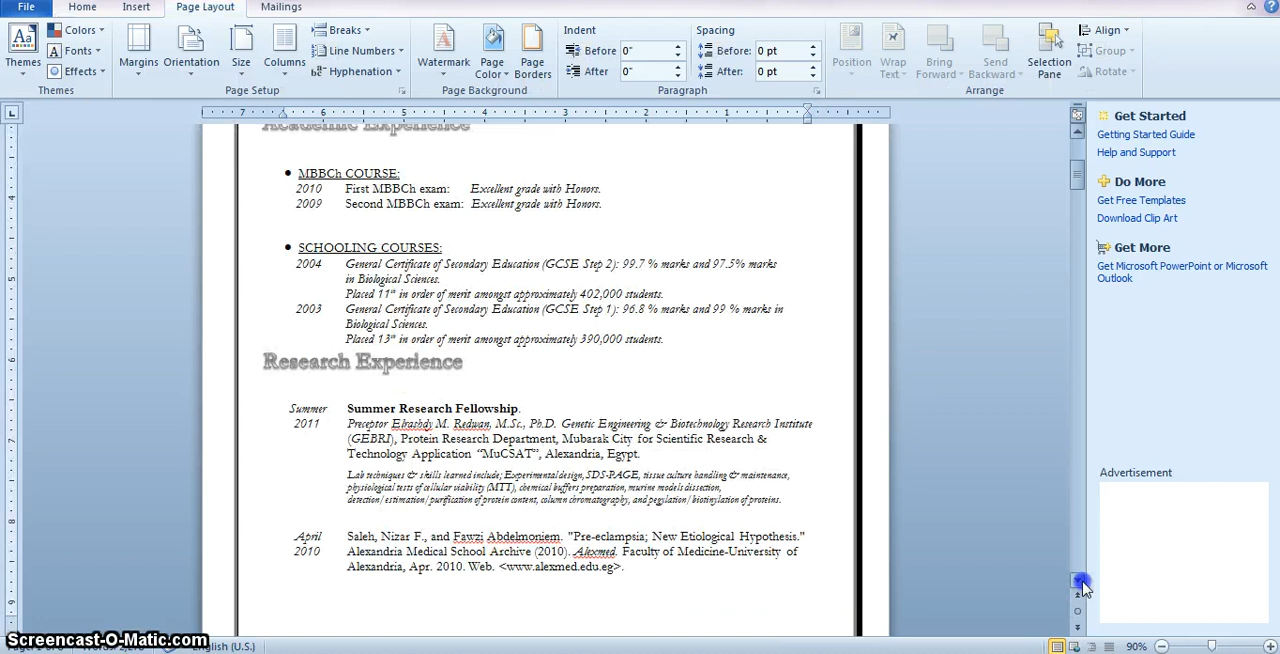 File Home Insert Page Layout Mailings
Colors Breaks Indent Spacing Align
Fonts Line Numbers Before 0" Before: 0 pt Group
Themes Effects Margins Orientation Size Columns Hyphenation Watermark Page Color Page Borders After 0" After: 0 pt Position Wrap Text Bring Forward Send Backward Selection Pane Rotate
Themes Page Setup Page Background Paragraph Arrange
7 6 5 4 3 2 1
Academic Experience
• MBBCh COURSE:
2010 First MBBCh exam: Excellent grade with Honors.
2009 Second MBBCh exam: Excellent grade with Honors.
• SCHOOLING COURSES:
2004 General Certificate of Secondary Education (GCSE Step 2): 99.7 % marks and 97.5% marks
in Biological Sciences.
Placed 11th in order of merit amongst approximately 402,000 students.
2003 General Certificate of Secondary Education (GCSE Step 1): 96.8 % marks and 99 % marks in
Biological Sciences.
Placed 13th in order of merit amongst approximately 390,000 students.
Research Experience
Summer Summer Research Fellowship.
2011 Preceptor Elrashdy M. Redwan, M.Sc., Ph.D. Genetic Engineering & Biotechnology Research Institute
(GEBRI), Protein Research Department, Mubarak City for Scientific Research &
Technology Application “MuCSAT”, Alexandria, Egypt.
Lab techniques & skills learned include; Experimental design, SDS-PAGE, tissue culture handling & maintenance,
physiological tests of cellular viability (MTT), chemical buffers preparation, murine models dissection,
detection/estimation/purification of protein content, column chromatography, and pegylation/biotinylation of proteins.
April Saleh, Nizar F., and Fawzi Abdelmoniem. "Pre-eclampsia; New Etiological Hypothesis."
2010 Alexandria Medical School Archive (2010). Alexmed. Faculty of Medicine-University of
Alexandria, Apr. 2010. Web. <www.alexmed.edu.eg>.
Get Started
Getting Started Guide
Help and Support
Do More
Get Free Templates
Download Clip Art
Get More
Get Microsoft PowerPoint or Microsoft
Outlook
Advertisement
Screencast-O-Matic.com
English (U.S.) 90%